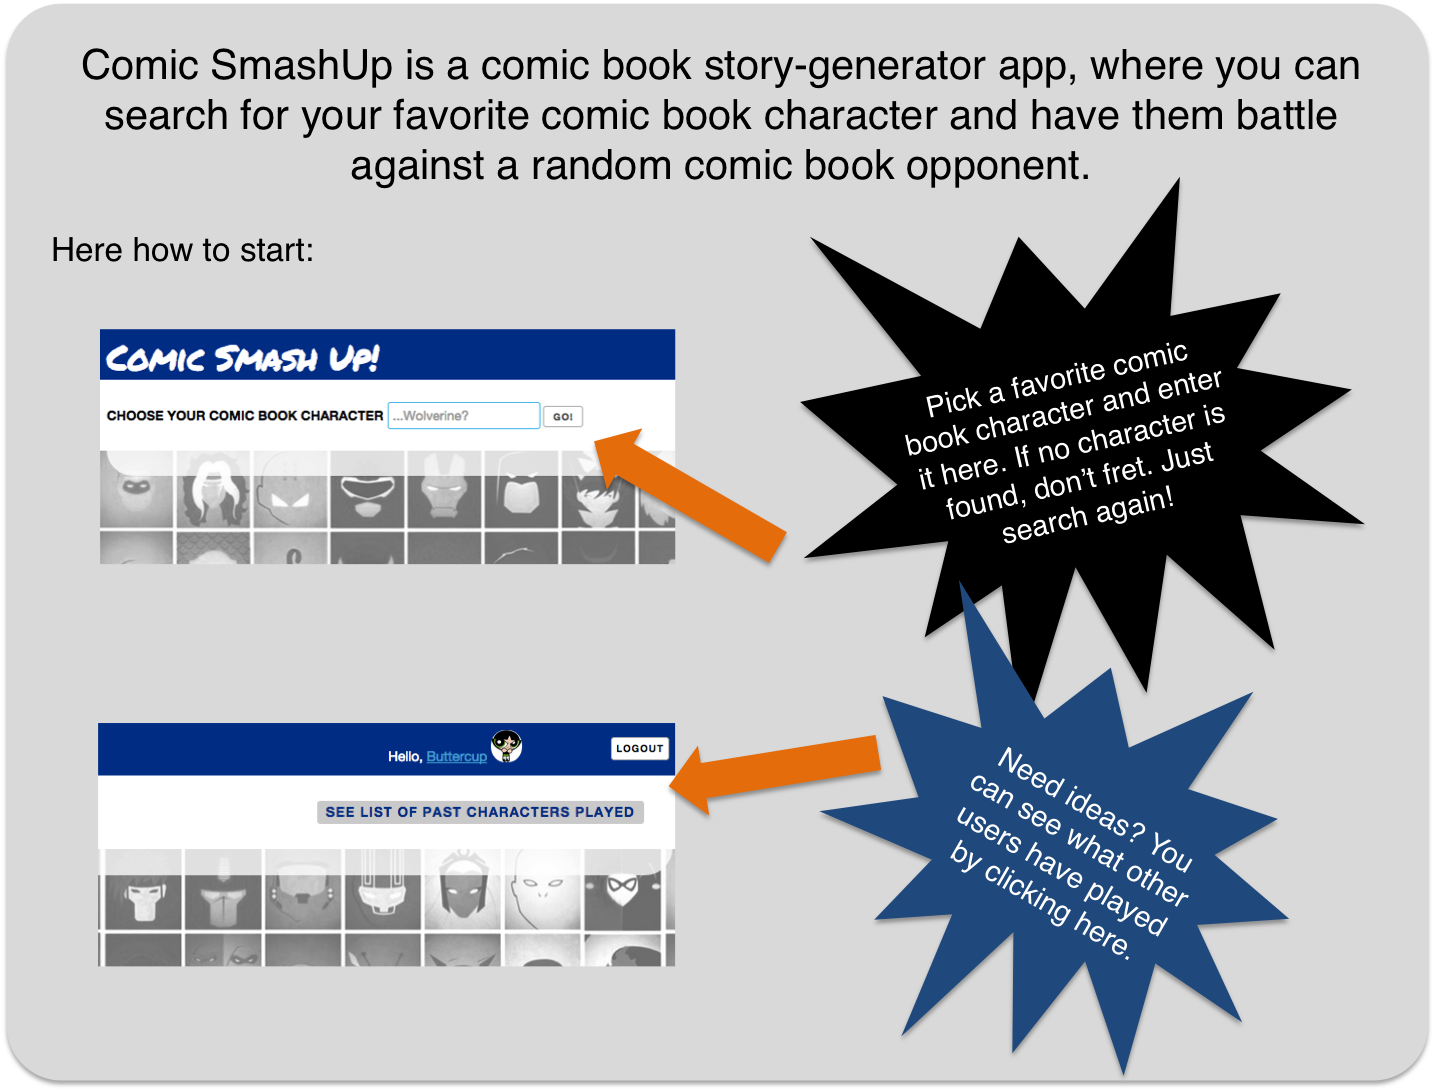 Comic SmashUp is a comic book story-generator app, where you can
search for your favorite comic book character and have them battle
against a random comic book opponent.
Here how to start:
Comic Smash Up!
CHOOSE YOUR COMIC BOOK CHARACTER ...Wolverine? GO!
Pick a favorite comic
book character and enter
it here. If no character is
found, don’t fret. Just
search again!
Hello, Buttercup LOGOUT
SEE LIST OF PAST CHARACTERS PLAYED
Need ideas? You
can see what other
users have played
by clicking here.